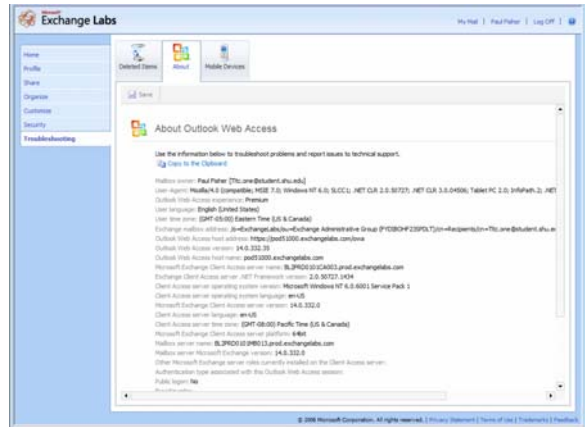 Microsoft
Exchange Labs
My Mail | Paul Fisher | Log Off |
Home
Profile
Share
Organize
Customize
Security
Troubleshooting
Deleted Items
About
Mobile Devices
Save
About Outlook Web Access
Use the information below to troubleshoot problems and report issues to technical support.
Copy to the Clipboard
Mailbox owner: Paul Fisher
User-Agent: Mozilla/4.0 (compatible; MSIE 7.0; Windows NT 6.0; SLCC1; .NET CLR 2.0.50727; .NET CLR 3.0.04506; Tablet PC 2.0; InfoPath.2; .NET
Outlook Web Access experience: Premium
User language: English (United States)
User time zone: (GMT-05:00) Eastern Time (US & Canada)
Exchange mailbox address: /o=ExchangeLabs/ou=Exchange Administrative Group (FYDIBOHF23SPDLT)/cn=Recipients/
Outlook Web Access host address: https://pod51000.exchangelabs.com/owa
Outlook Web Access version: 14.0.332.35
Outlook Web Access host name: pod51000.exchangelabs.com
Microsoft Exchange Client Access server name: BL2PRD0101CA003.prod.exchangelabs.com
Exchange Client Access server .NET Framework version: 2.0.50727.1434
Client Access server operating system version: Microsoft Windows NT 6.0.6001 Service Pack 1
Client Access server operating system language: en-US
Microsoft Exchange Client Access server version: 14.0.332.0
Client Access server language: en-US
Client Access server time zone: (GMT-08:00) Pacific Time (US & Canada)
Microsoft Exchange Client Access server platform: 64bit
Mailbox server name: BL2PRD0101MB013.prod.exchangelabs.com
Mailbox server Microsoft Exchange version: 14.0.332.0
Other Microsoft Exchange server roles currently installed on the Client Access server:
Authentication type associated with this Outlook Web Access session:
Public logon: No
© 2008 Microsoft Corporation. All rights reserved. | Privacy Statement | Terms of Use | Trademarks | Feedback